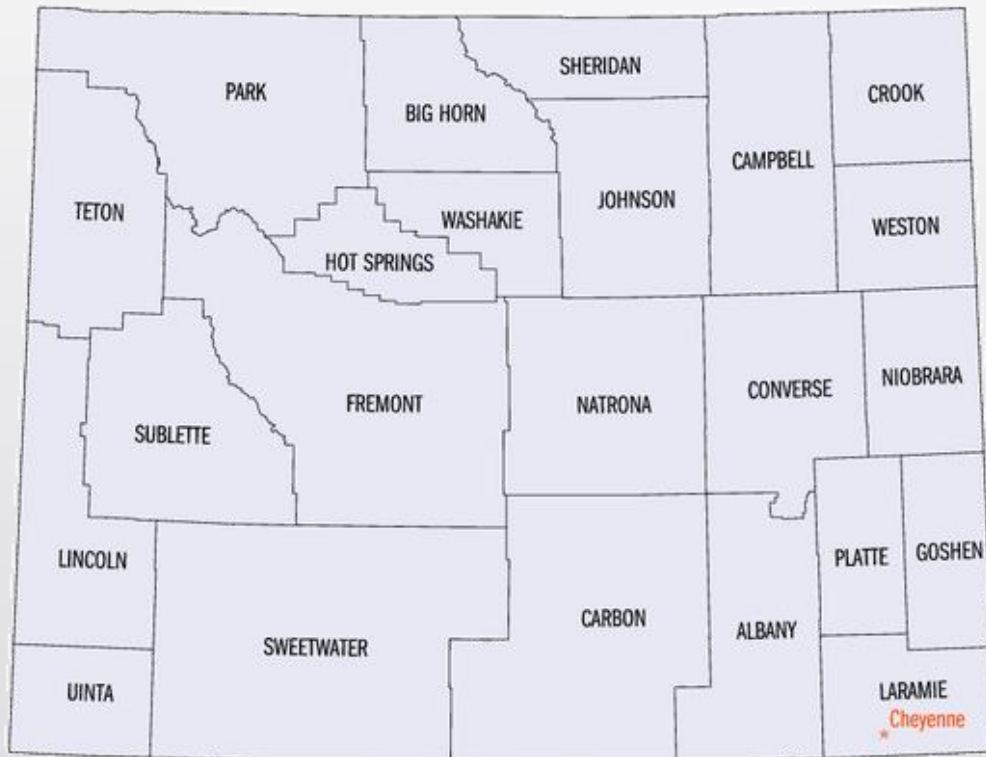 SHERIDAN
PARK
CROOK
BIG HORN
CAMPBELL
JOHNSON
TETON
WASHAKIE
WESTON
HOT SPRINGS
NIOBRARA
CONVERSE
FREMONT
NATRONA
SUBLETTE
LINCOLN
PLATTE
GOSHEN
CARBON
ALBANY
SWEETWATER
UINTA
LARAMIE
Cheyenne